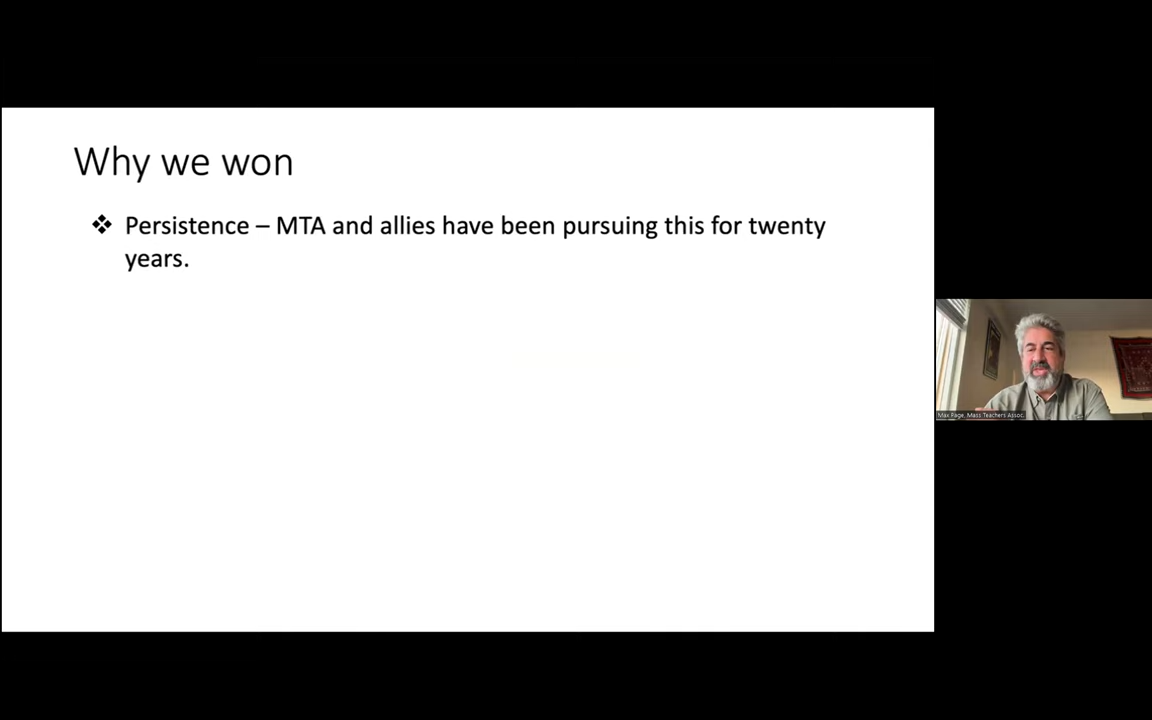 Why we won
❖ Persistence – MTA and allies have been pursuing this for twenty
years.
Max Page, Mass Teachers Assoc.